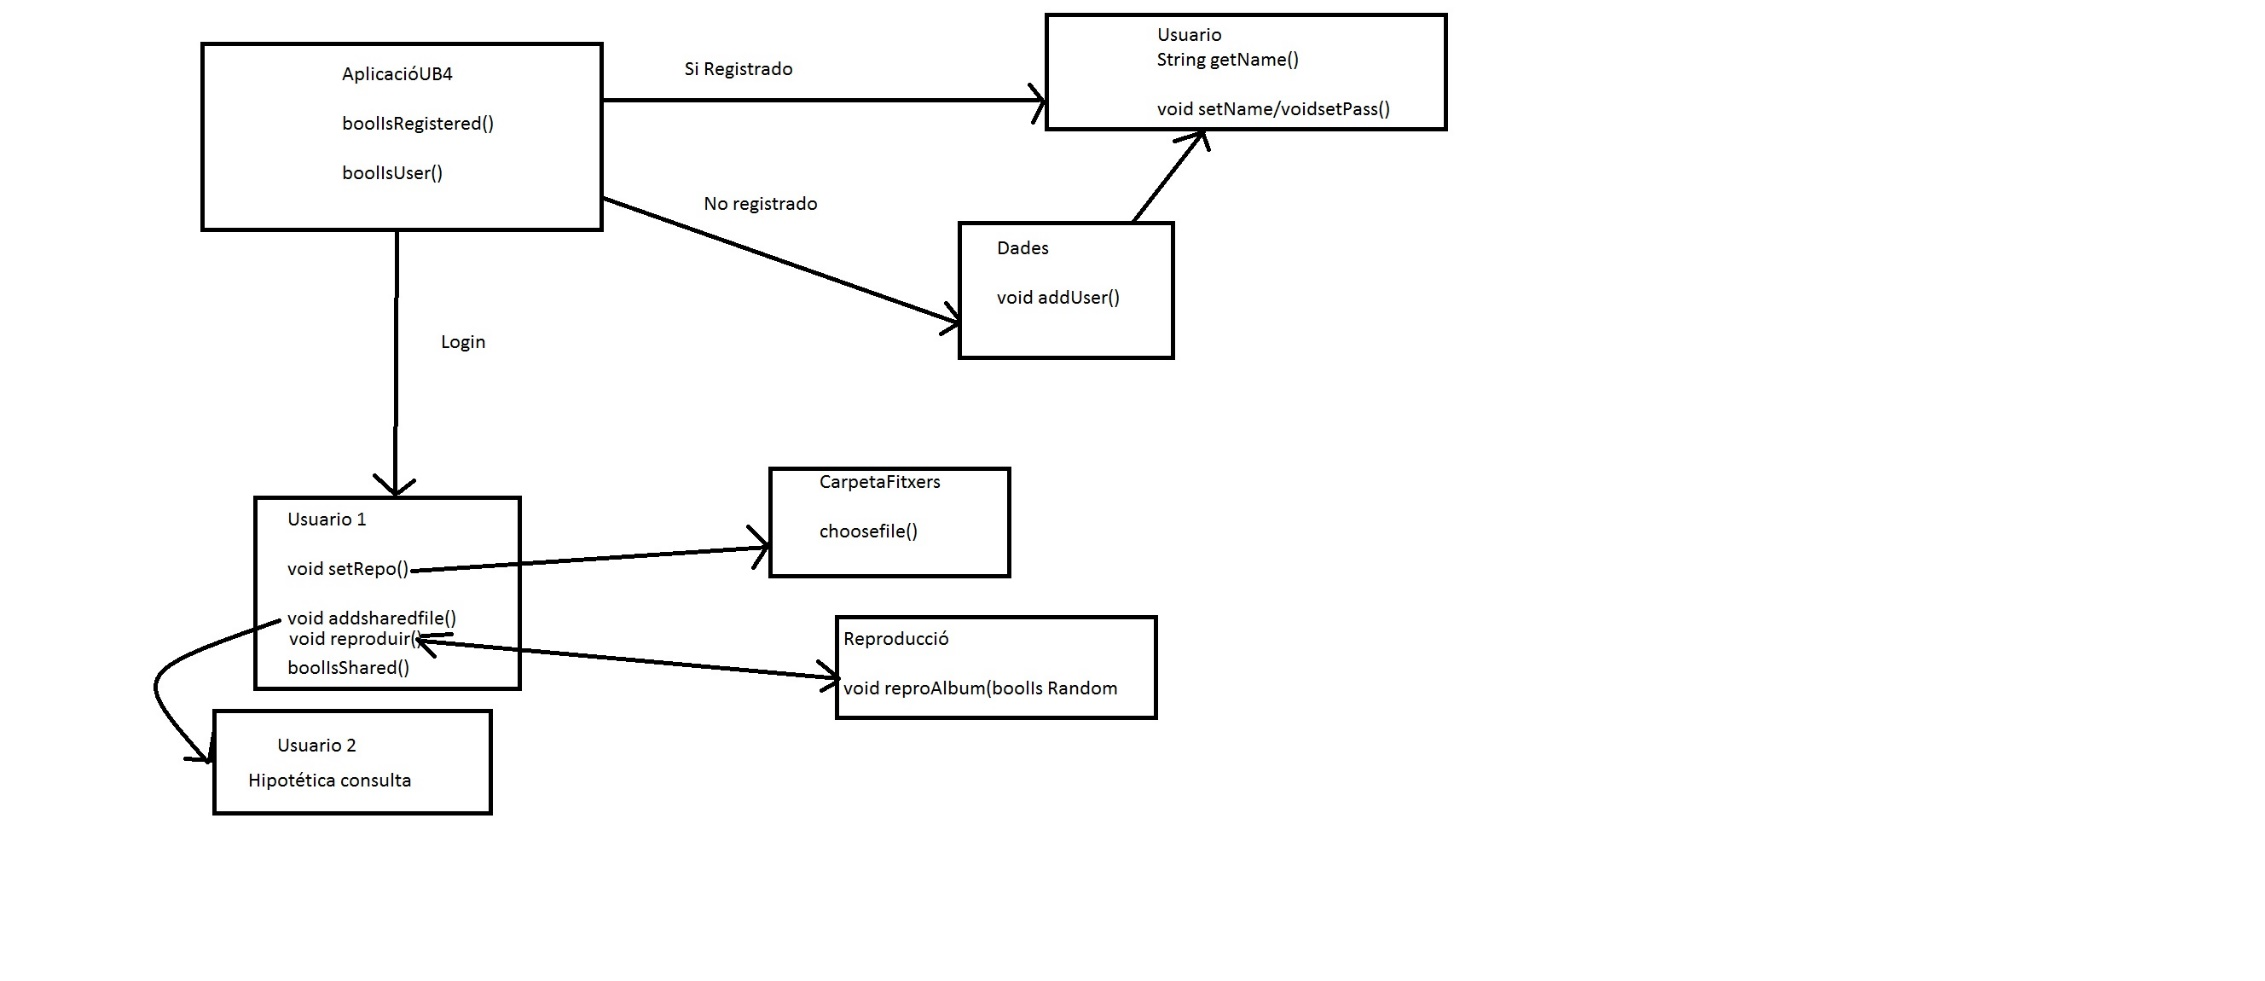 AplicacióUB4
boolIsRegistered()
boolIsUser()
Si Registrado
Usuario
String getName()
void setName/voidsetPass()
No registrado
Dades
void addUser()
Login
Usuario 1
void setRepo()
void addsharedfile()
void reproduir()
boolIsShared()
CarpetaFitxers
choosefile()
Reproducció
void reproAlbum(boolIs Random
Usuario 2
Hipotética consulta